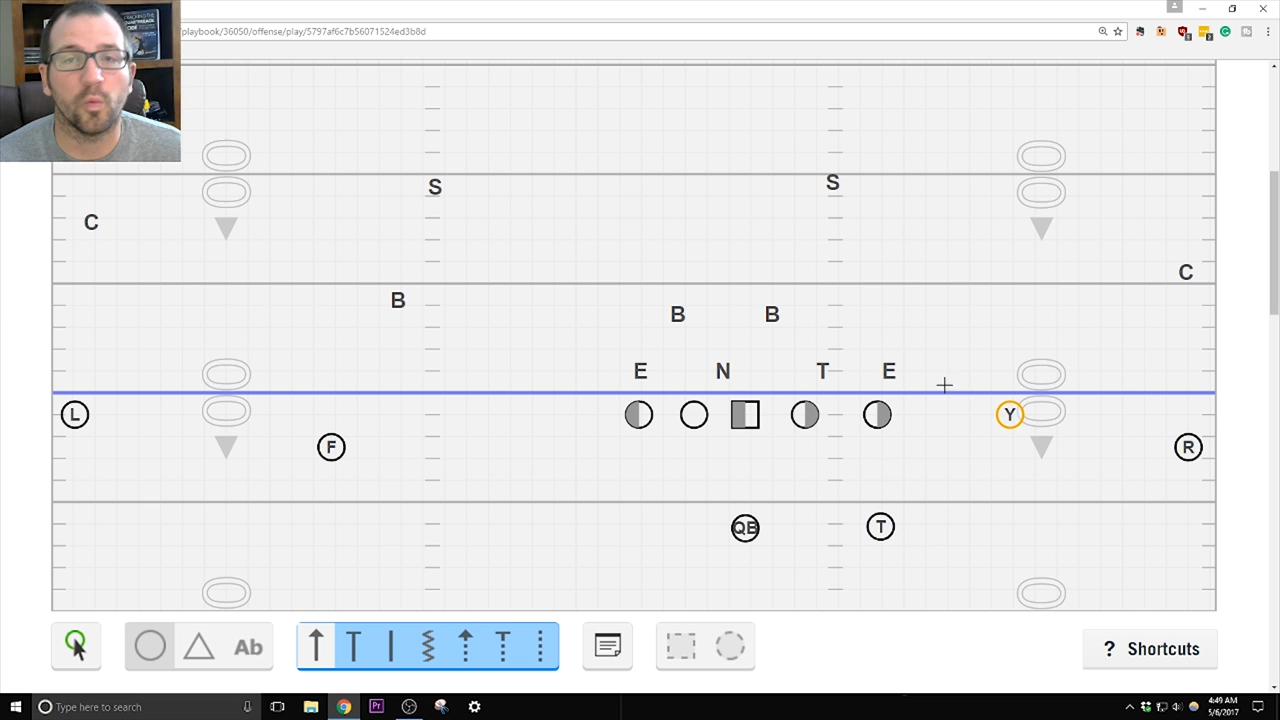 playbook/36050/offense/play/5797af6c7b56071524ed3b8d
S S
C
C
B
B B
E N T E
L Y
F R
QB T
Ab
? Shortcuts
Type here to search
4:49 AM
5/6/2017